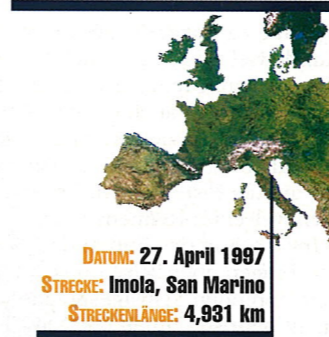 DATUM: 27. April 1997
STRECKE: Imola, San Marino
STRECKENLÄNGE: 4,931 km